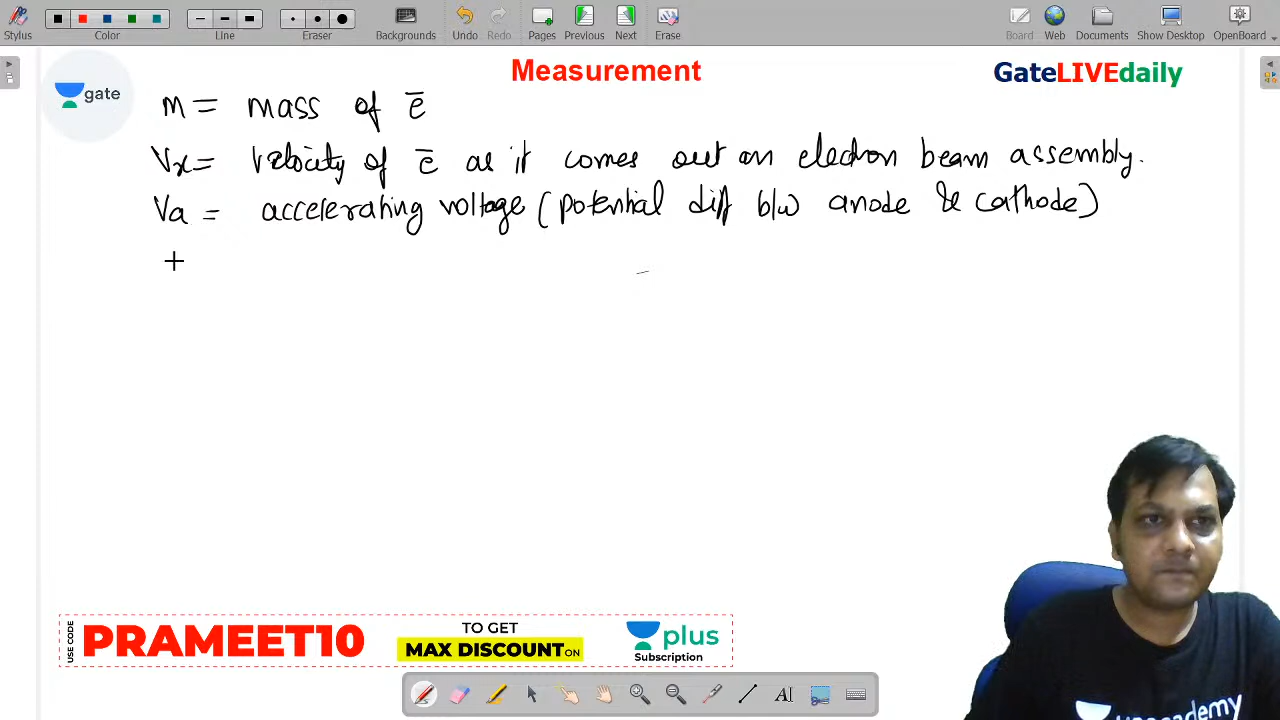 Stylus Color Line Eraser Backgrounds Undo Redo Pages Previous Next Erase Board Web Documents Show Desktop OpenBoard
gate
Measurement
GateLIVEdaily
m = mass of e̅
Vx = velocity of e̅ as it comes out an electron beam assembly.
Va = accelerating voltage (potential diff b/w anode & cathode)
+
USE CODE
PRAMEET10
TO GET
MAX DISCOUNT ON
plus
Subscription
unacademy